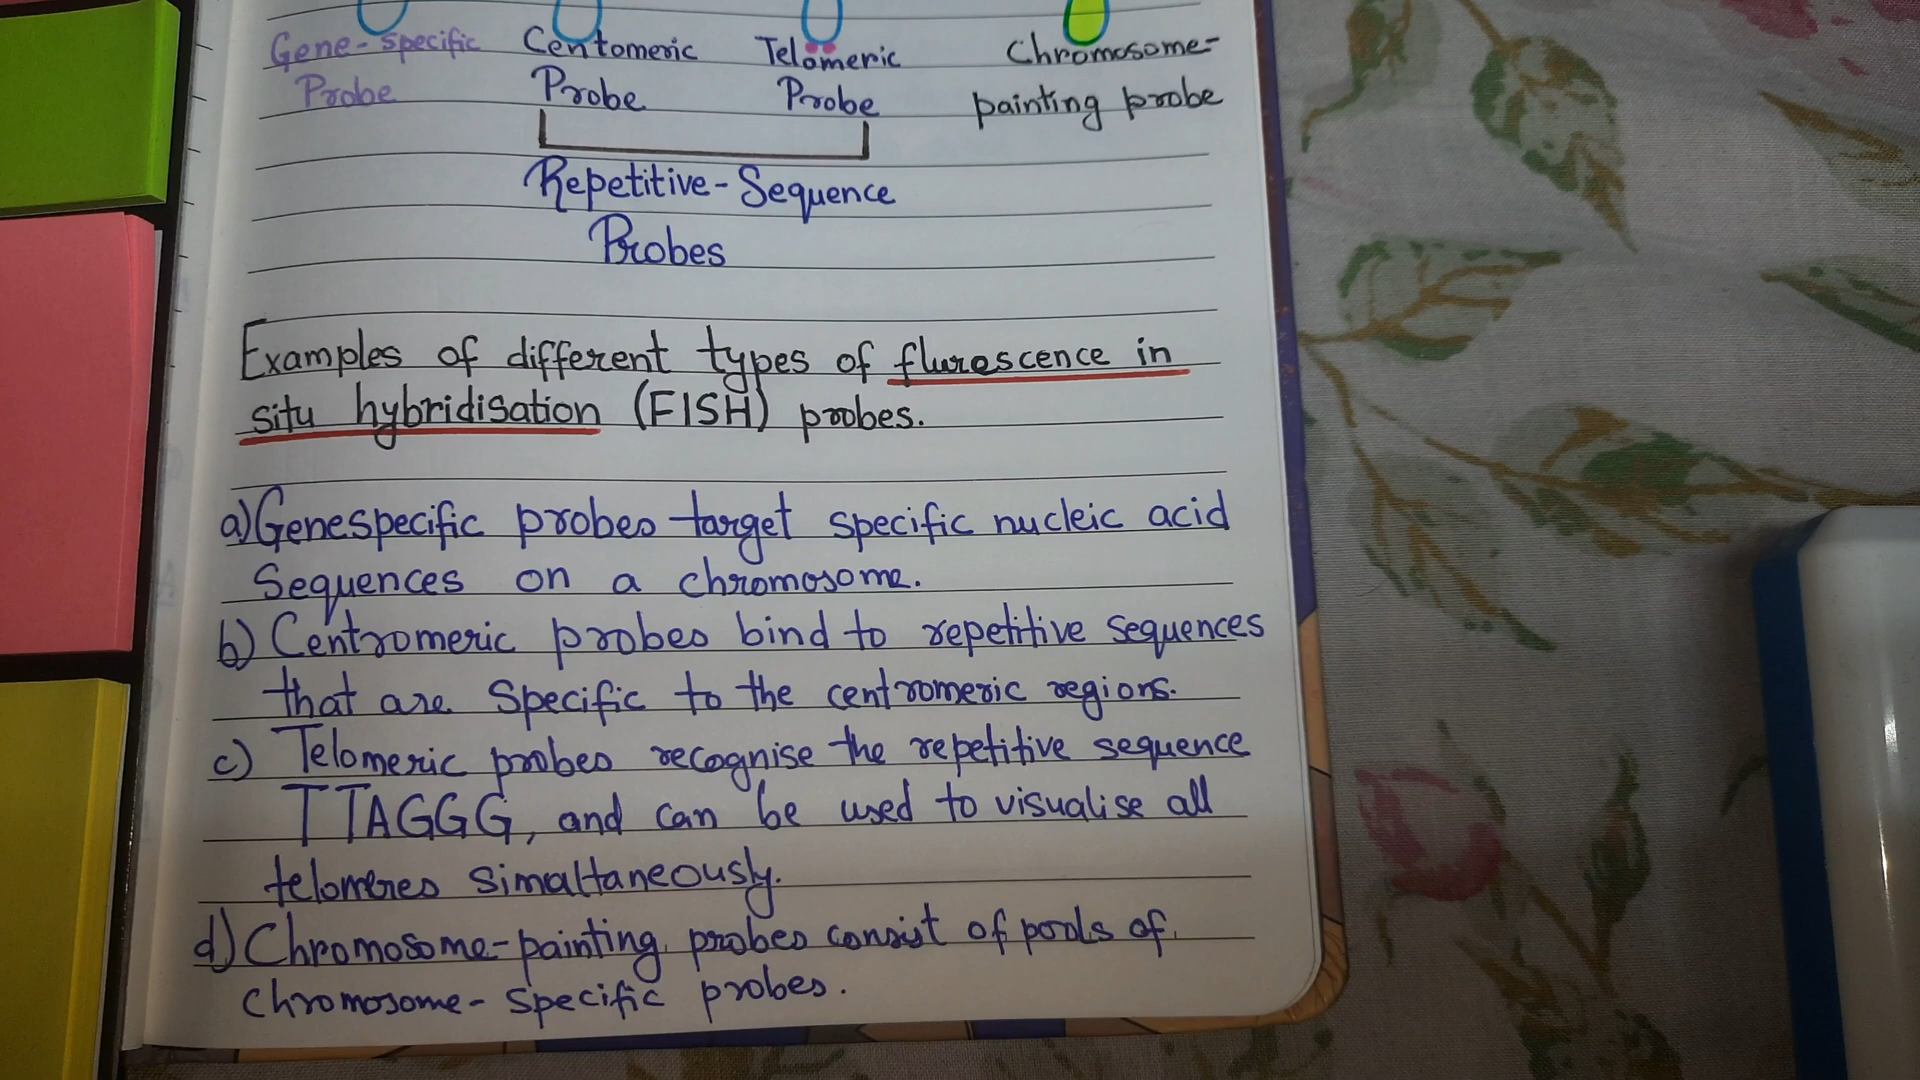 Gene-specific Centomeric Telomeric Chromosome-
Probe Probe Probe painting probe
Repetitive-Sequence
Probes
Examples of different types of flurescence in
situ hybridisation (FISH) probes.
a) Genespecific probes target specific nucleic acid
Sequences on a chromosome.
b) Centromeric probes bind to repetitive sequences
that are Specific to the centromeric regions.
c) Telomeric probes recognise the repetitive sequence
TTAGGG, and can be used to visualise all
telomeres simaltaneously.
d) Chromosome-painting probes consist of pools of
Chromosome-specific probes.